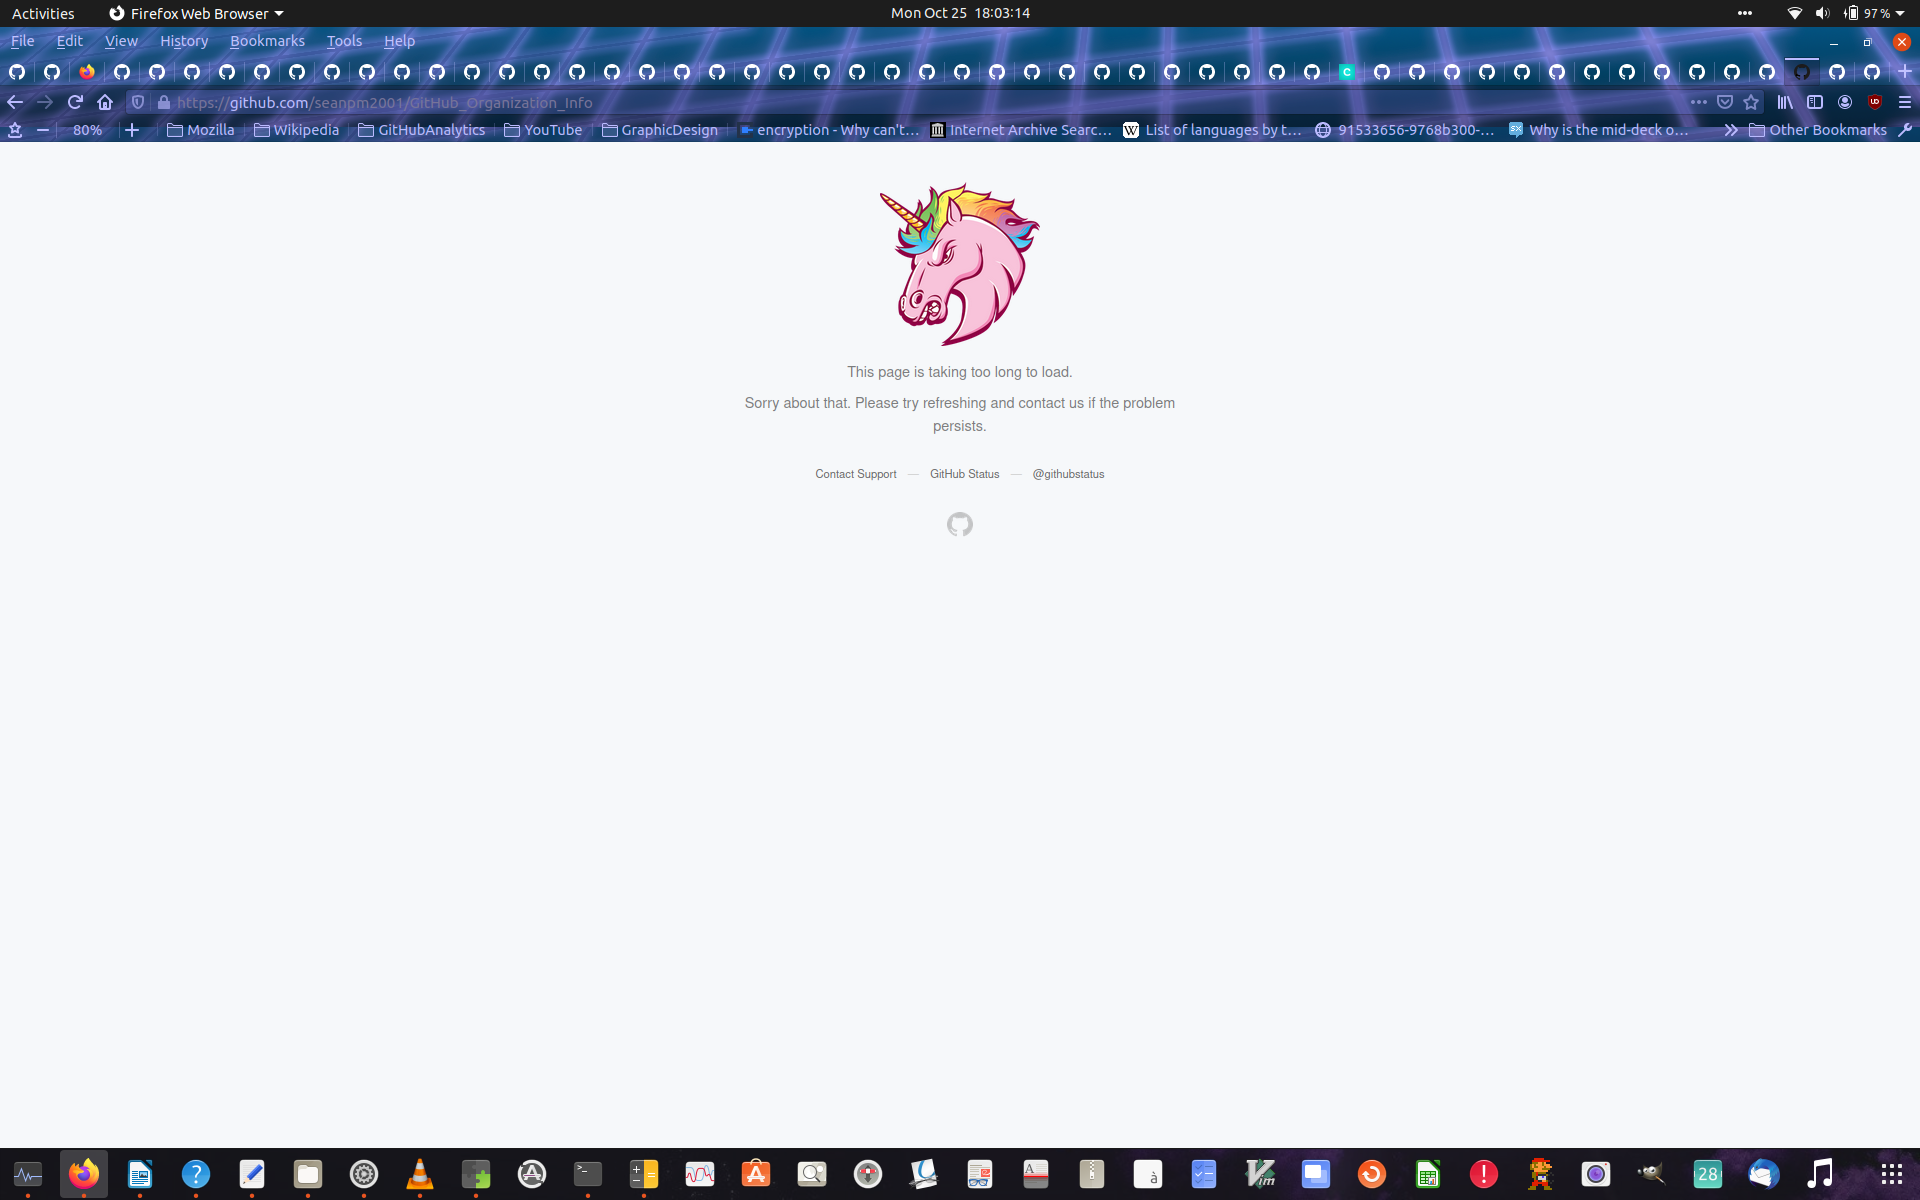 Activities
Firefox Web Browser
Mon Oct 25 18:03:14
97 %
File Edit View History Bookmarks Tools Help
C
https://github.com/seanpm2001/GitHub_Organization_Info
80%
Mozilla
Wikipedia
GitHubAnalytics
YouTube
GraphicDesign
encryption - Why can't…
Internet Archive Searc…
W
List of languages by t…
91533656-9768b300-…
Why is the mid-deck o…
Other Bookmarks
This page is taking too long to load.
Sorry about that. Please try refreshing and contact us if the problem
persists.
Contact Support — GitHub Status — @githubstatus
?
>_
A
à
Vim
!
28